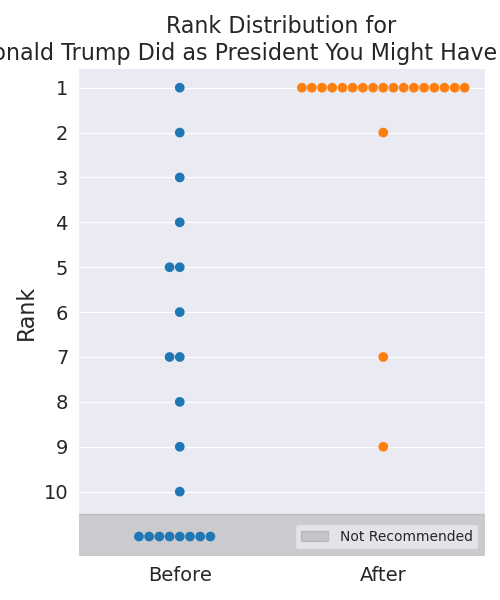 Rank Distribution for
onald Trump Did as President You Might Have
1
2
3
4
5
6
7
8
9
10
Rank
Not Recommended
Before
After